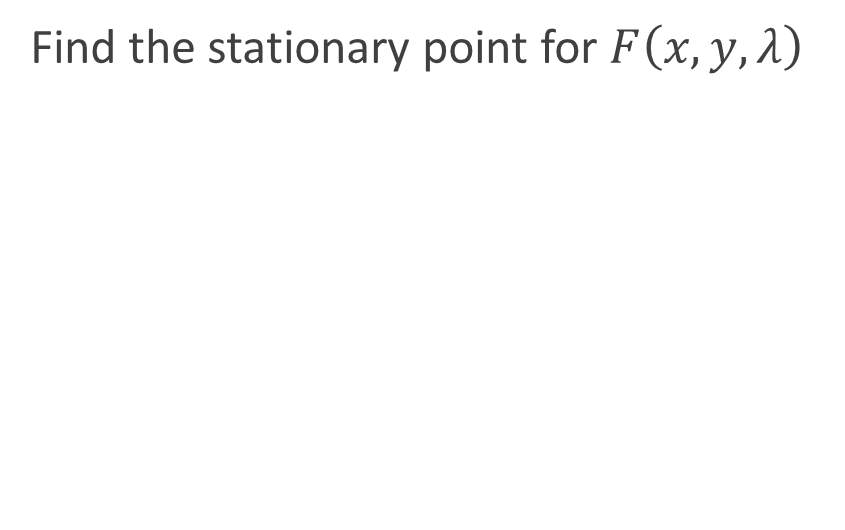 Find the stationary point for 𝐹(𝑥, 𝑦, 𝜆)